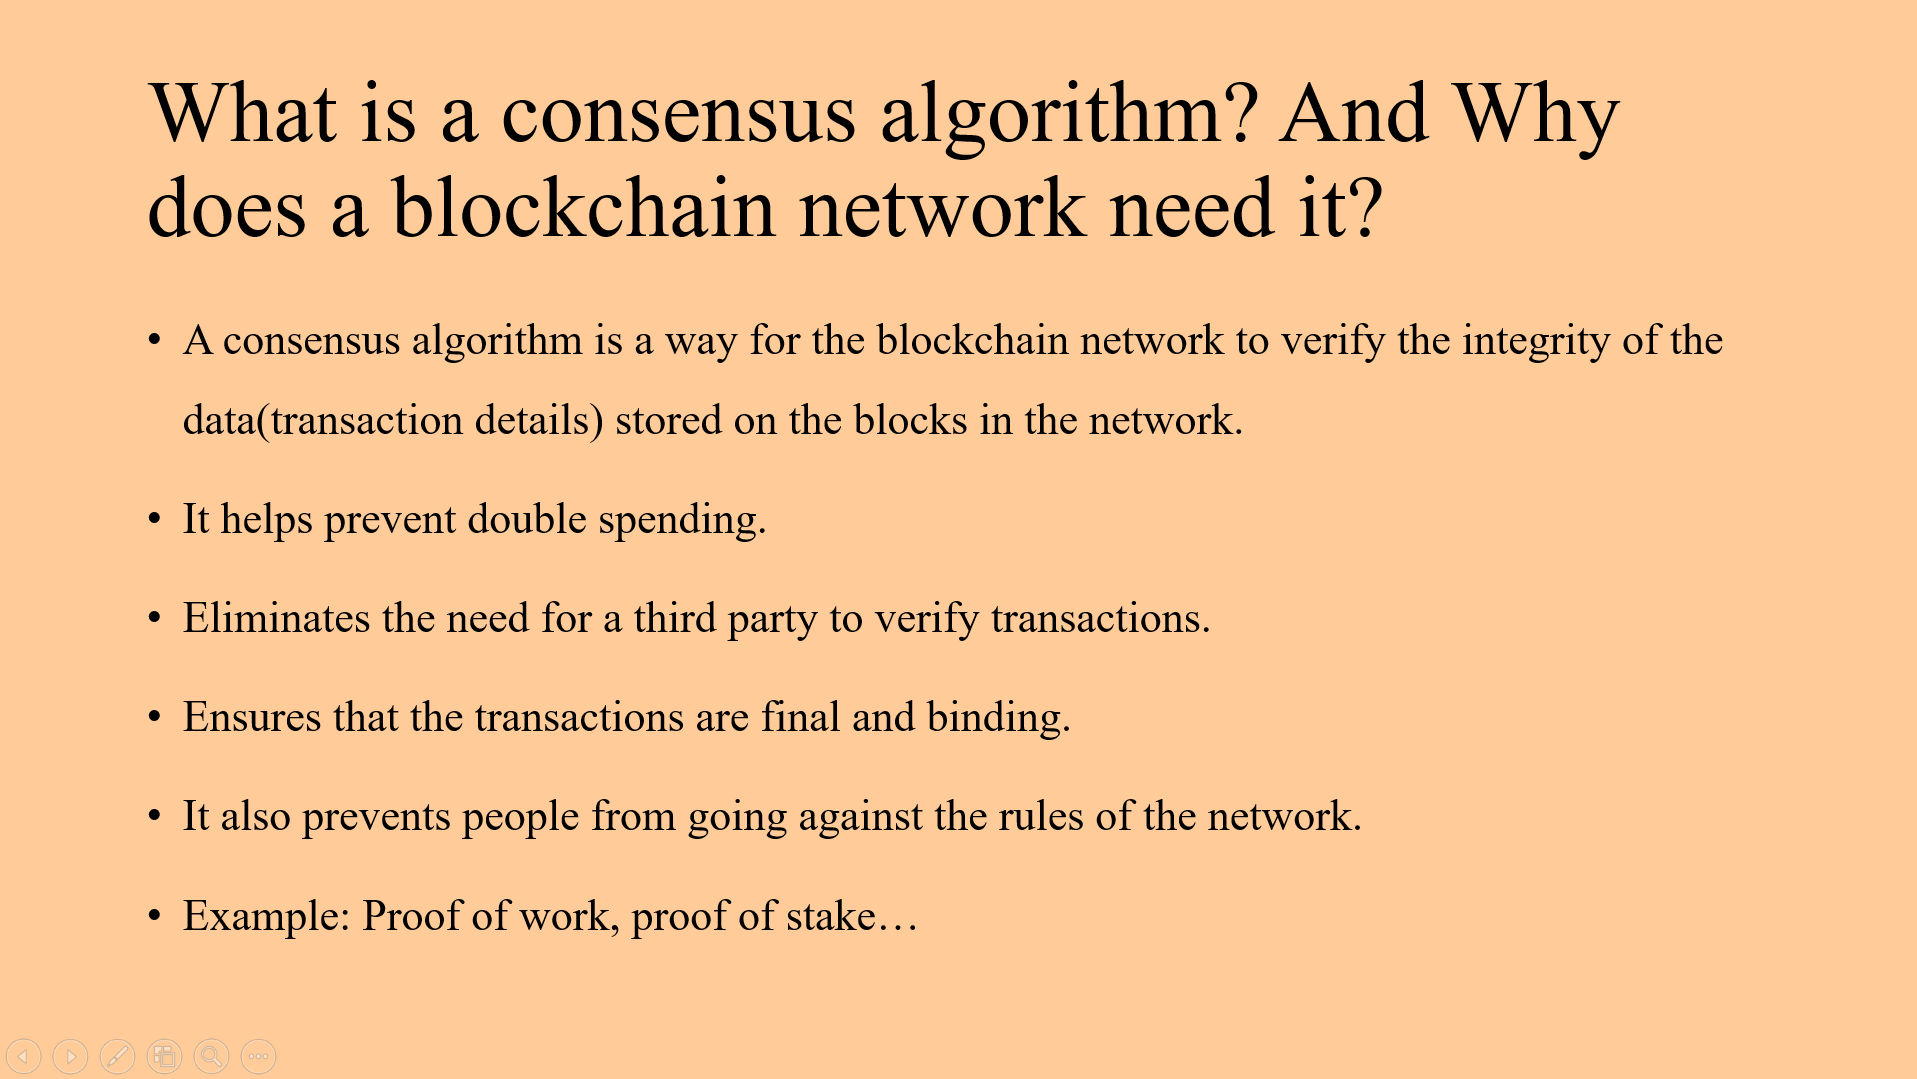 What is a consensus algorithm? And Why
does a blockchain network need it?
• A consensus algorithm is a way for the blockchain network to verify the integrity of the
data(transaction details) stored on the blocks in the network.
• It helps prevent double spending.
• Eliminates the need for a third party to verify transactions.
• Ensures that the transactions are final and binding.
• It also prevents people from going against the rules of the network.
• Example: Proof of work, proof of stake…